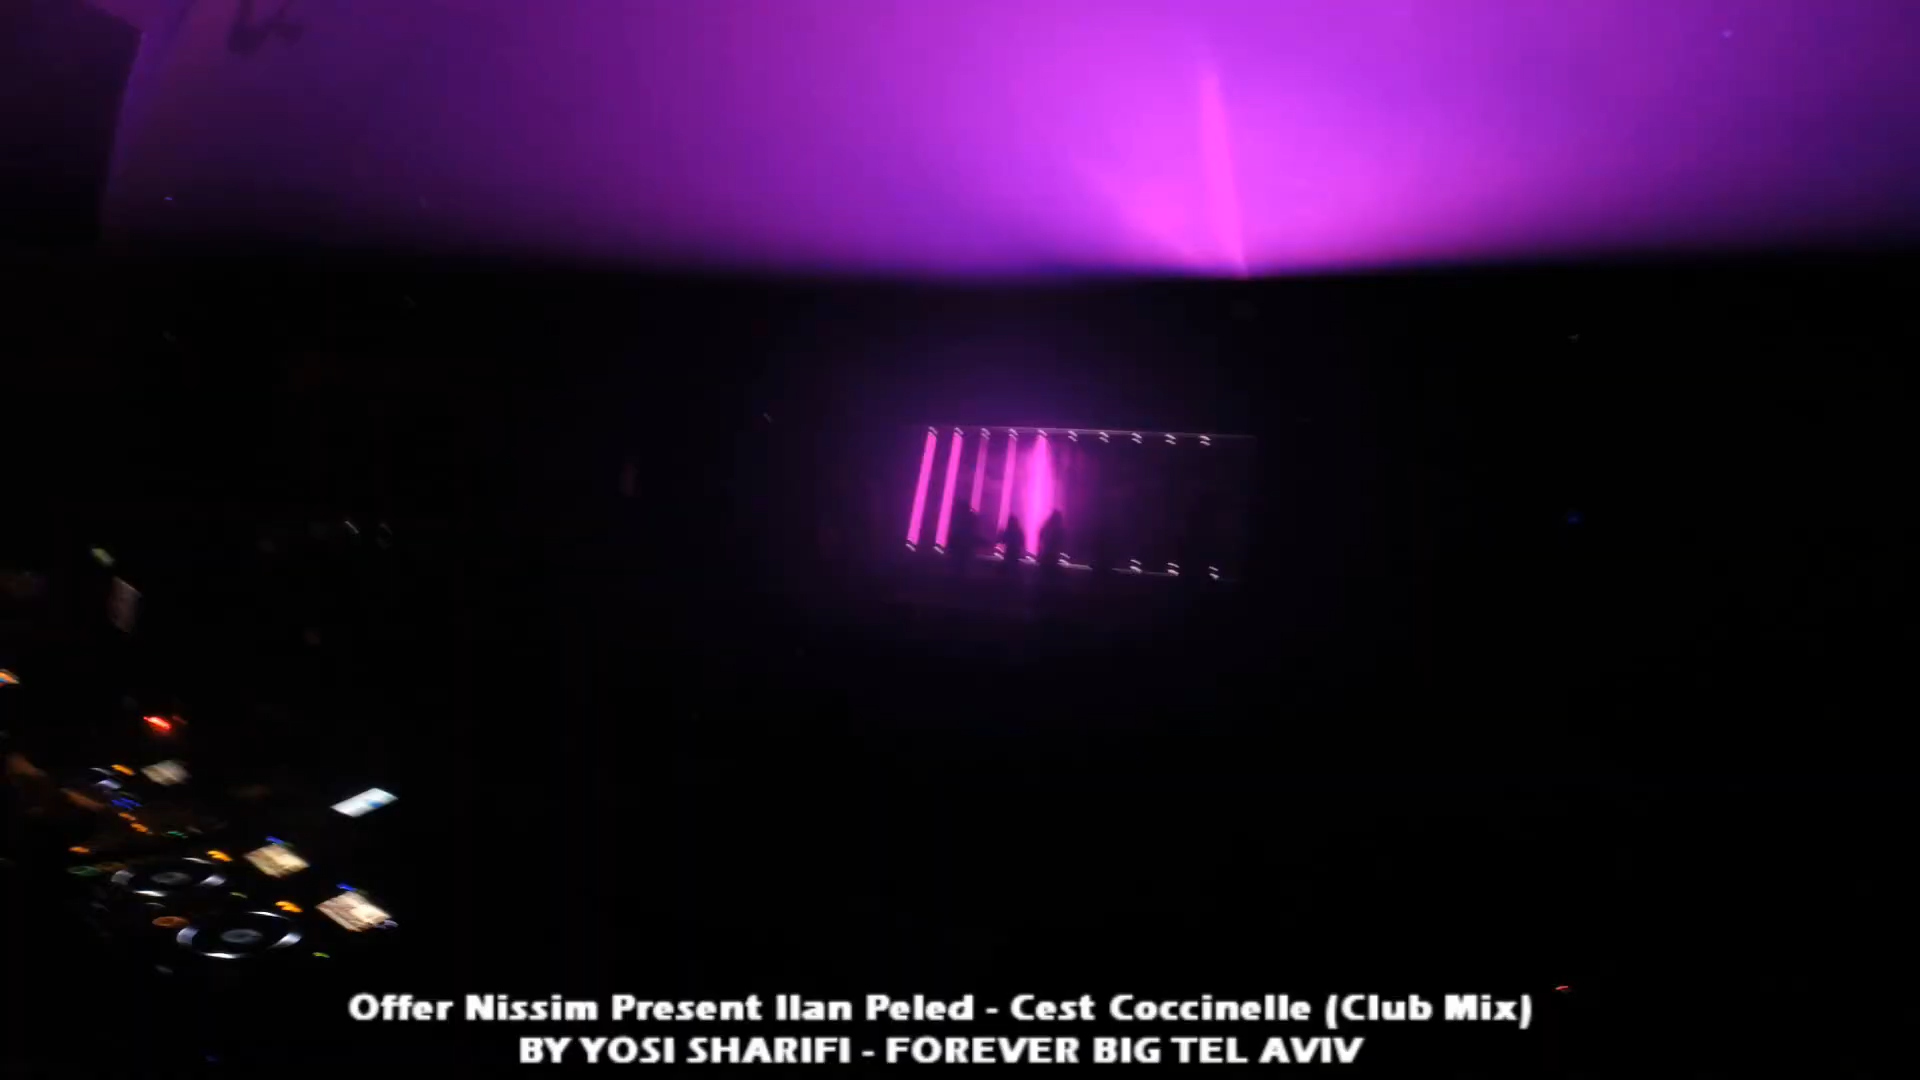 Offer Nissim Present Ilan Peled - Cest Coccinelle (Club Mix)
BY YOSI SHARIFI - FOREVER BIG TEL AVIV